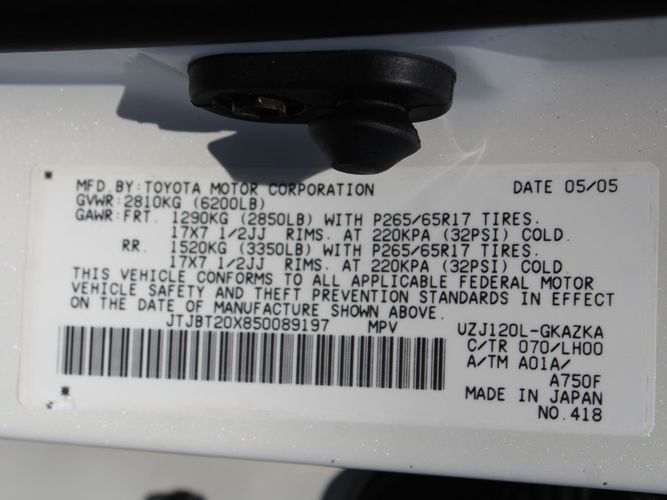 MFD.BY:TOYOTA MOTOR CORPORATION DATE 05/05
GVWR:2810KG (6200LB)
GAWR:FRT. 1290KG (2850LB) WITH P265/65R17 TIRES.
17X7 1/2JJ RIMS. AT 220KPA (32PSI) COLD.
RR. 1520KG (3350LB) WITH P265/65R17 TIRES.
17X7 1/2JJ RIMS. AT 220KPA (32PSI) COLD.
THIS VEHICLE CONFORMS TO ALL APPLICABLE FEDERAL MOTOR
VEHICLE SAFETY AND THEFT PREVENTION STANDARDS IN EFFECT
ON THE DATE OF MANUFACTURE SHOWN ABOVE.
JTJBT20X850089197 MPV UZJ120L-GKAZKA
C/TR 070/LH00
A/TM A01A/
A750F
MADE IN JAPAN
NO.418